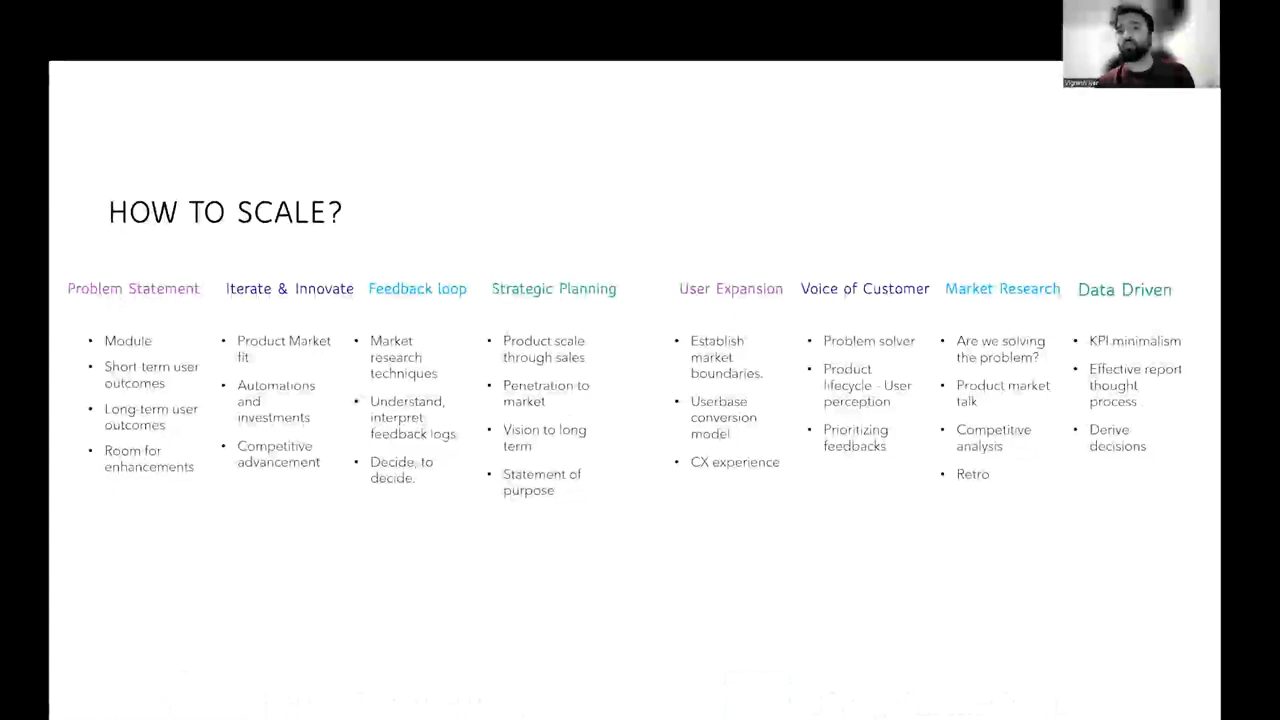 HOW TO SCALE?
Problem Statement
Module
Short term user
outcomes
Long-term user
outcomes
Room for
enhancements
Iterate & Innovate
Product Market
fit
Automations
and
investments
Competitive
advancement
Feedback loop
Market
research
techniques
Understand,
interpret
feedback logs
Decide, to
decide.
Strategic Planning
Product scale
through sales
Penetration to
market
Vision to long
term
Statement of
purpose
User Expansion
Establish
market
boundaries.
Userbase
conversion
model
CX experience
Voice of Customer
Problem solver
Product
lifecycle - User
perception
Prioritizing
feedbacks
Market Research
Are we solving
the problem?
Product market
talk
Competitive
analysis
Retro
Data Driven
KPI minimalism
Effective report
thought
process
Derive
decisions